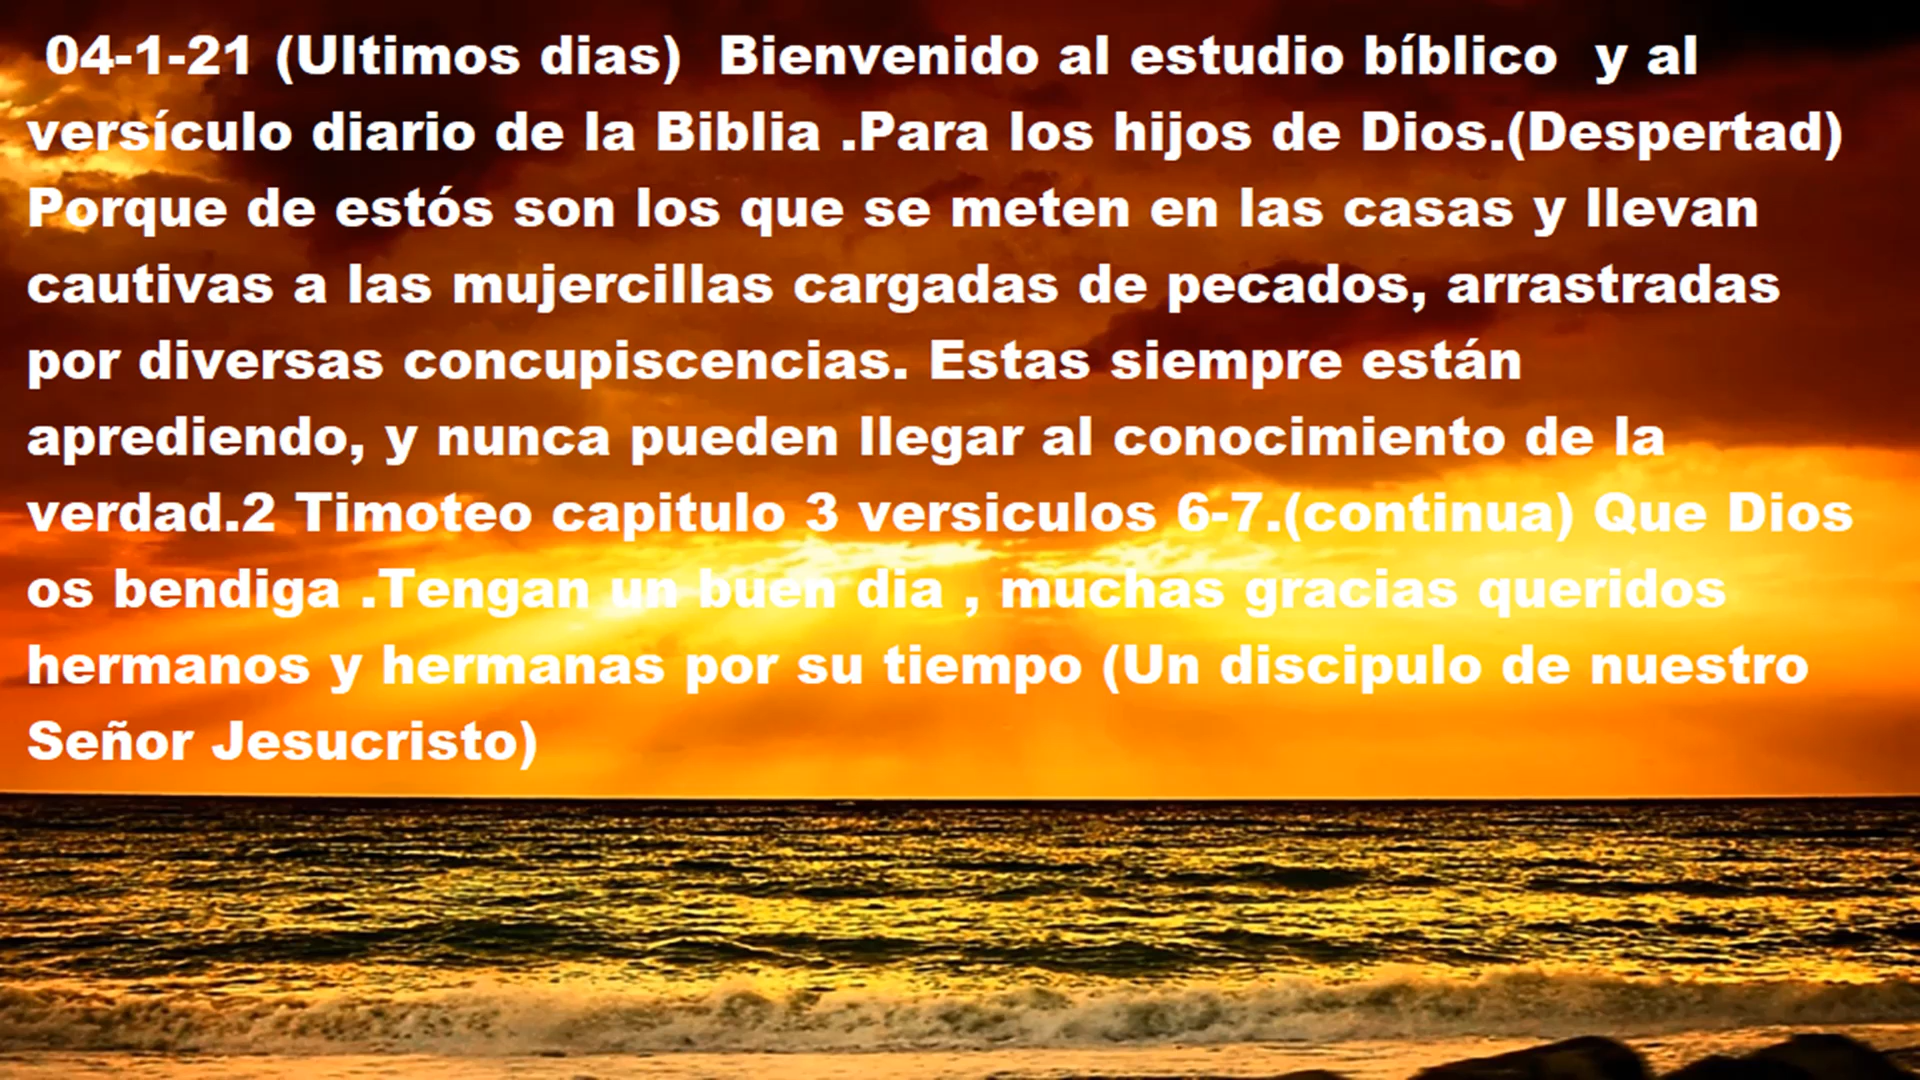 04-1-21 (Ultimos dias)  Bienvenido al estudio bíblico  y al
versículo diario de la Biblia .Para los hijos de Dios.(Despertad)
Porque de estós son los que se meten en las casas y llevan
cautivas a las mujercillas cargadas de pecados, arrastradas
por diversas concupiscencias. Estas siempre están
aprediendo, y nunca pueden llegar al conocimiento de la
verdad.2 Timoteo capitulo 3 versiculos 6-7.(continua) Que Dios
os bendiga .Tengan un buen dia , muchas gracias queridos
hermanos y hermanas por su tiempo (Un discipulo de nuestro
Señor Jesucristo)